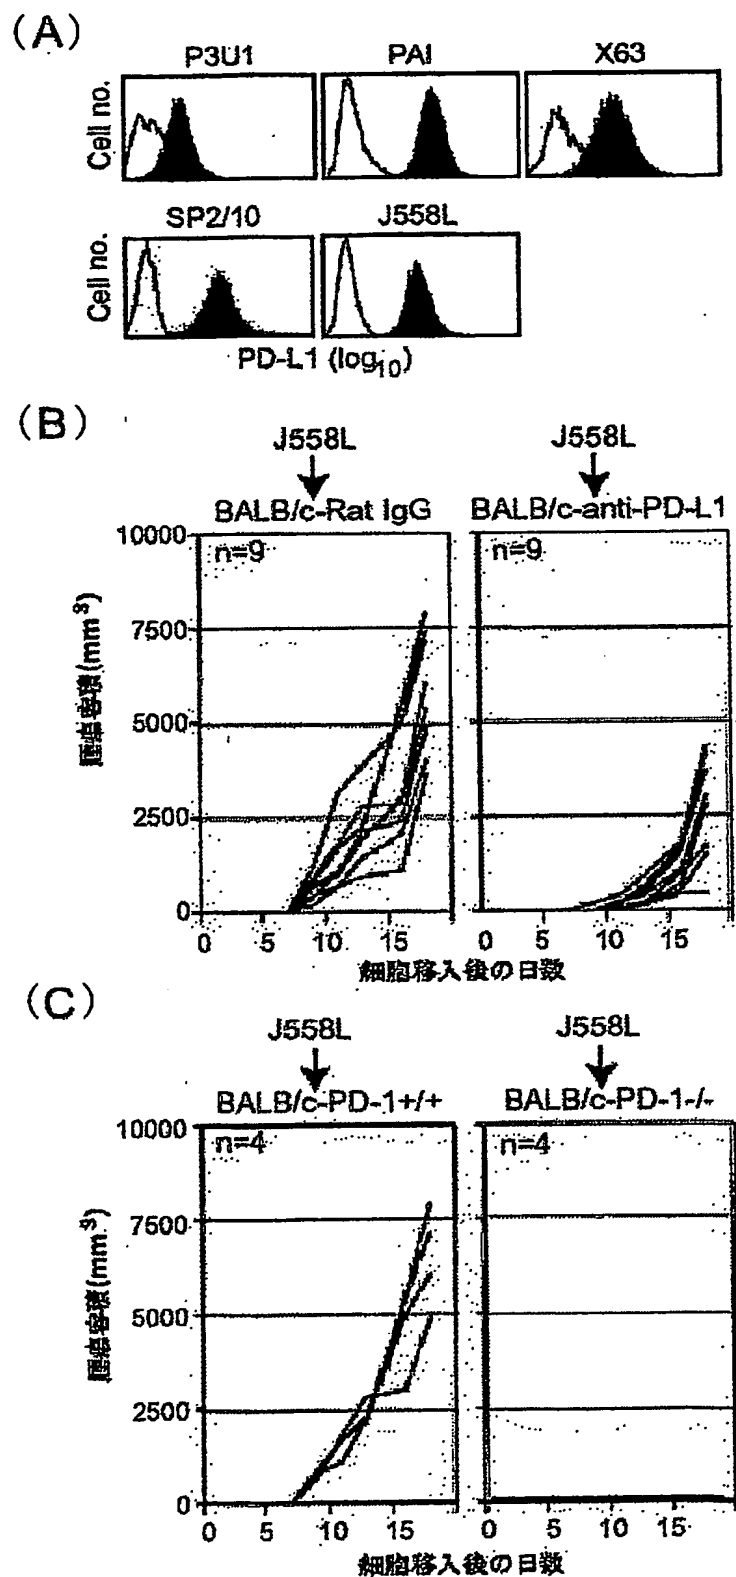 (A)
P3U1 PAI X63
Cell no.
SP2/10 J558L
Cell no.
PD-L1 (log10)
(B)
J558L J558L
BALB/c-Rat IgG BALB/c-anti-PD-L1
n=9 n=9
腫瘍容積(mm3)
10000
7500
5000
2500
0
0 5 10 15 0 5 10 15
細胞移入後の日数
(C)
J558L J558L
BALB/c-PD-1+/+ BALB/c-PD-1-/-
n=4 n=4
腫瘍容積(mm3)
10000
7500
5000
2500
0
0 5 10 15 0 5 10 15
細胞移入後の日数